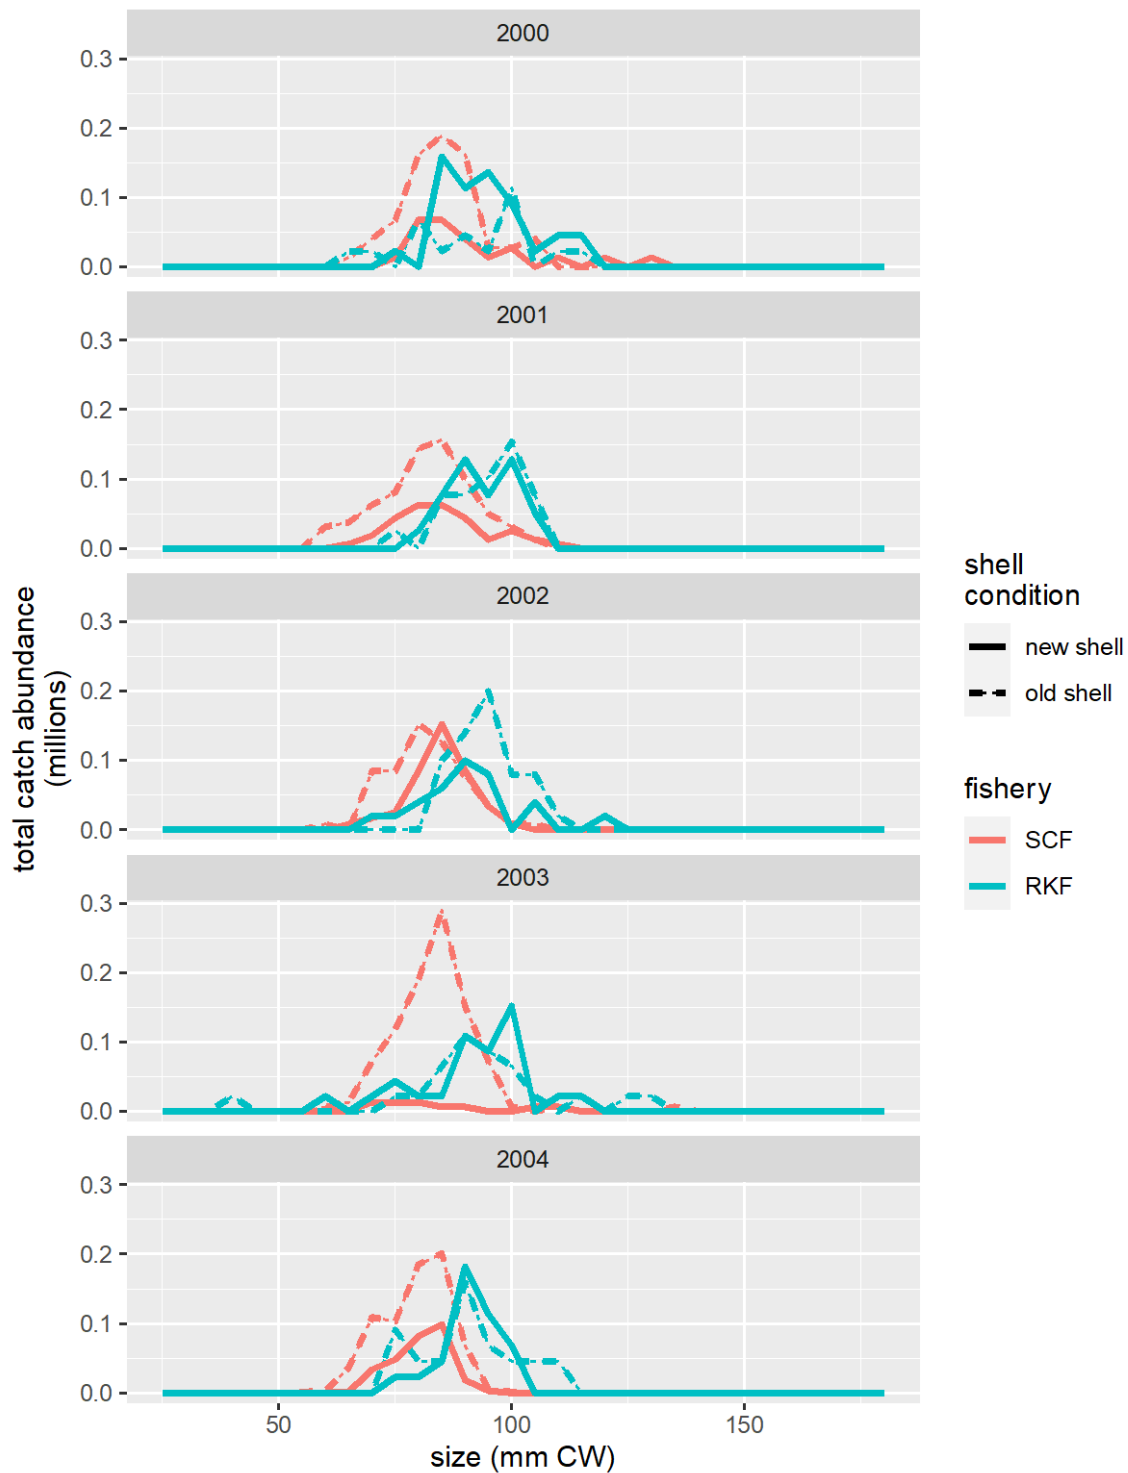 2000
0.3
0.2
0.1
0.0
2001
0.3
0.2
0.1
0.0
2002
0.3
0.2
0.1
0.0
2003
0.3
0.2
0.1
0.0
2004
0.3
0.2
0.1
0.0
50
100
150
size (mm CW)
total catch abundance
(millions)
shell
condition
new shell
old shell
fishery
SCF
RKF